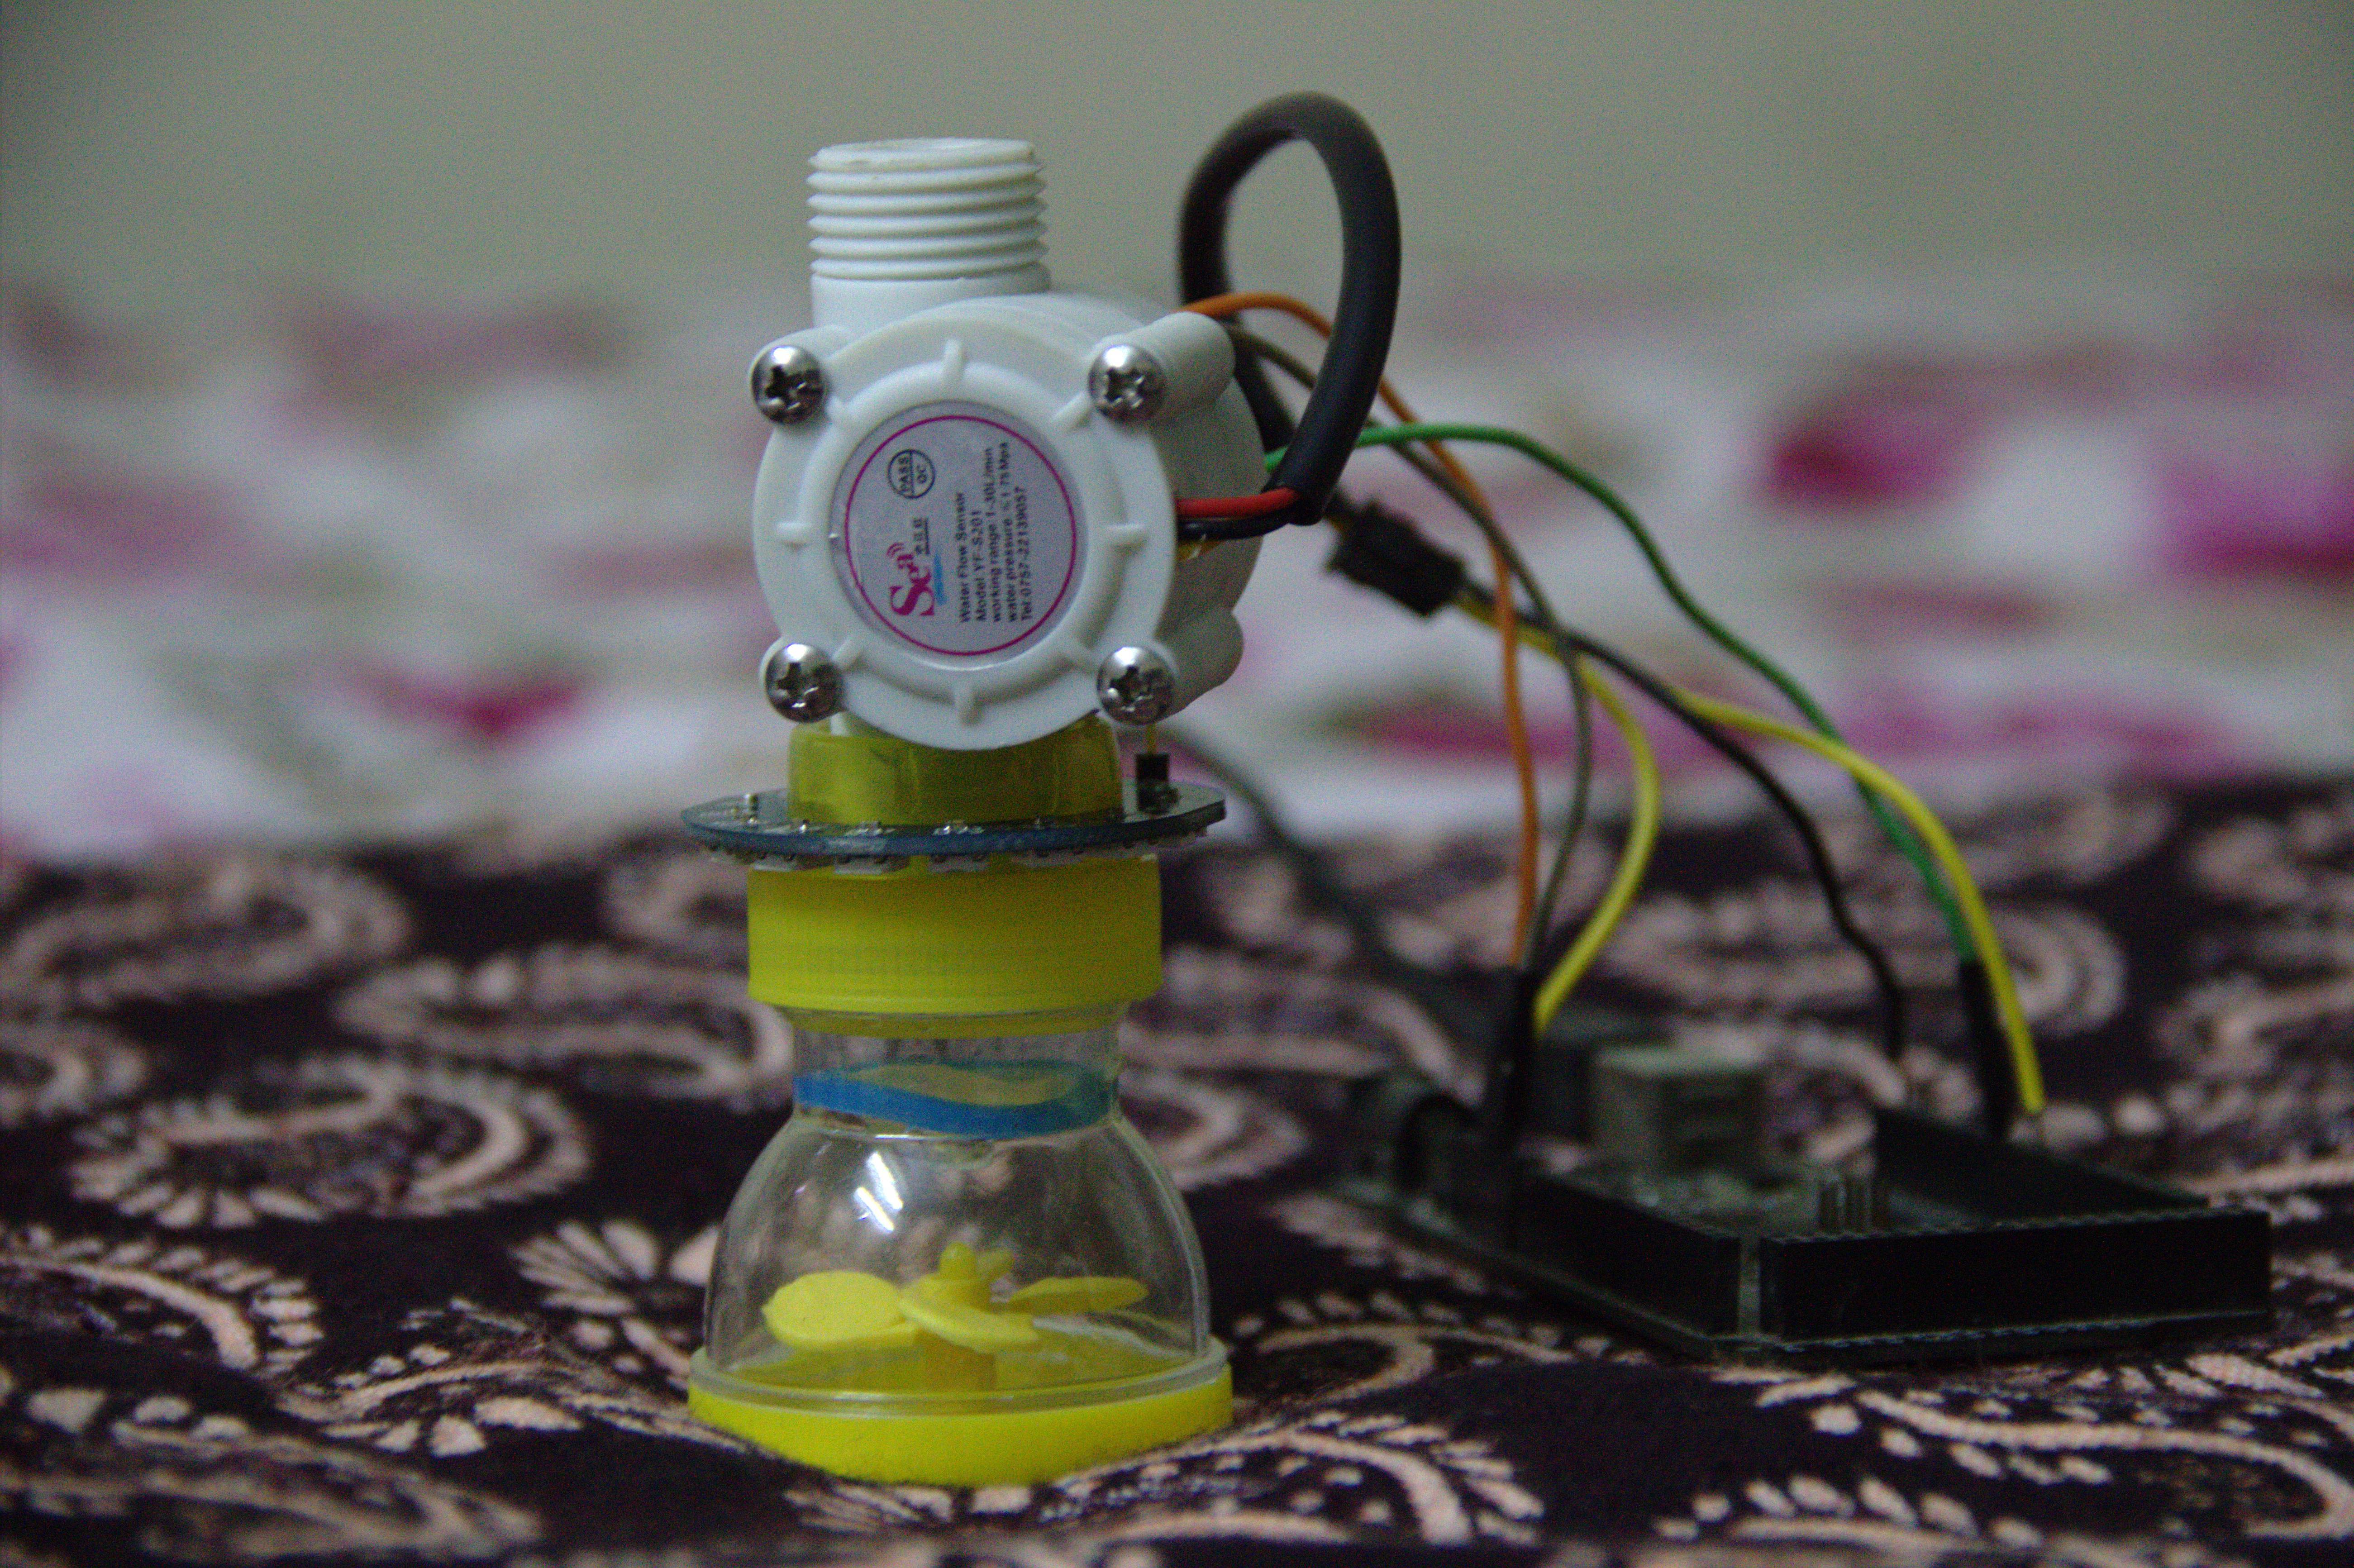 PASS
QC
Sea
Water Flow Sensor
Model YF-S201
working range:1-30L/min
water pressure:≤1.75Mpa
Tel:0757-22139057